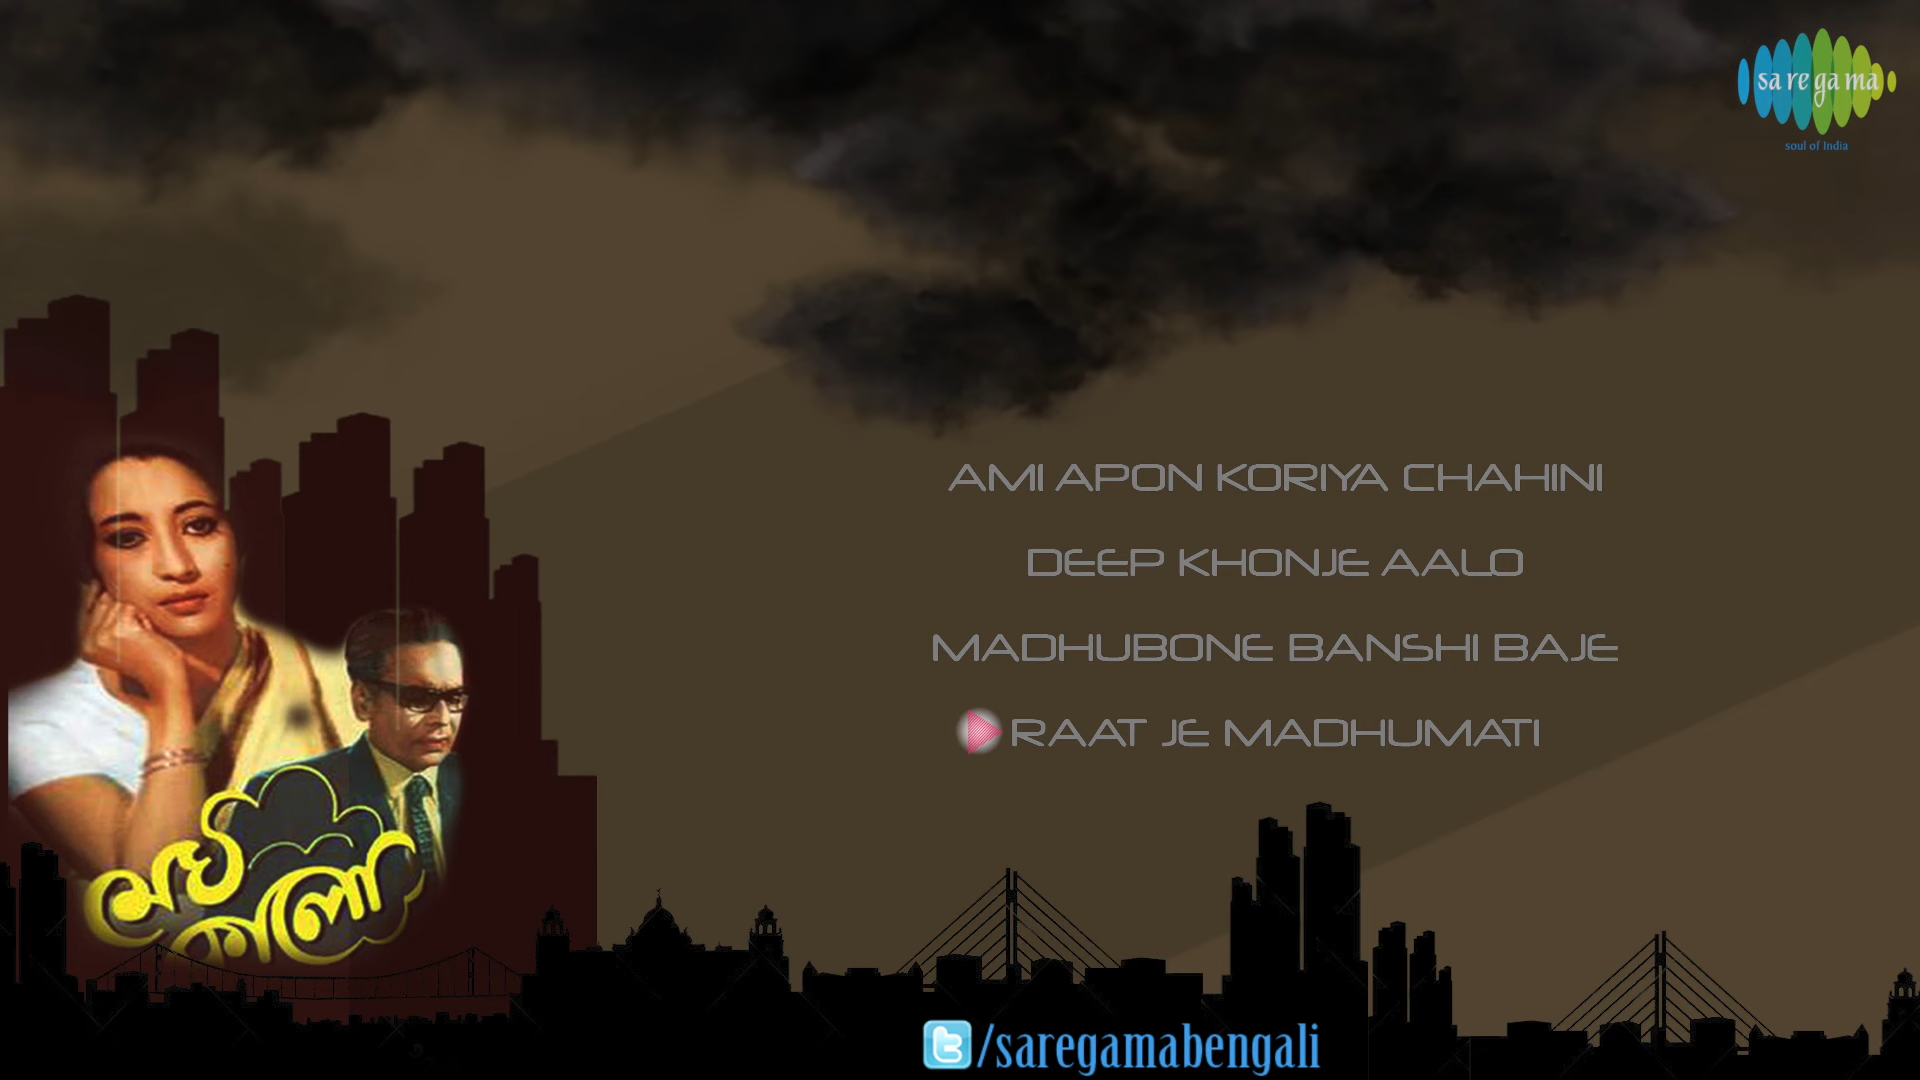 sa re ga ma
soul of India
AMI APON KORIYA CHAHINI
DEEP KHONJE AALO
MADHUBONE BANSHI BAJE
RAAT JE MADHUMATI
মেঘ
কালো
/saregamabengali